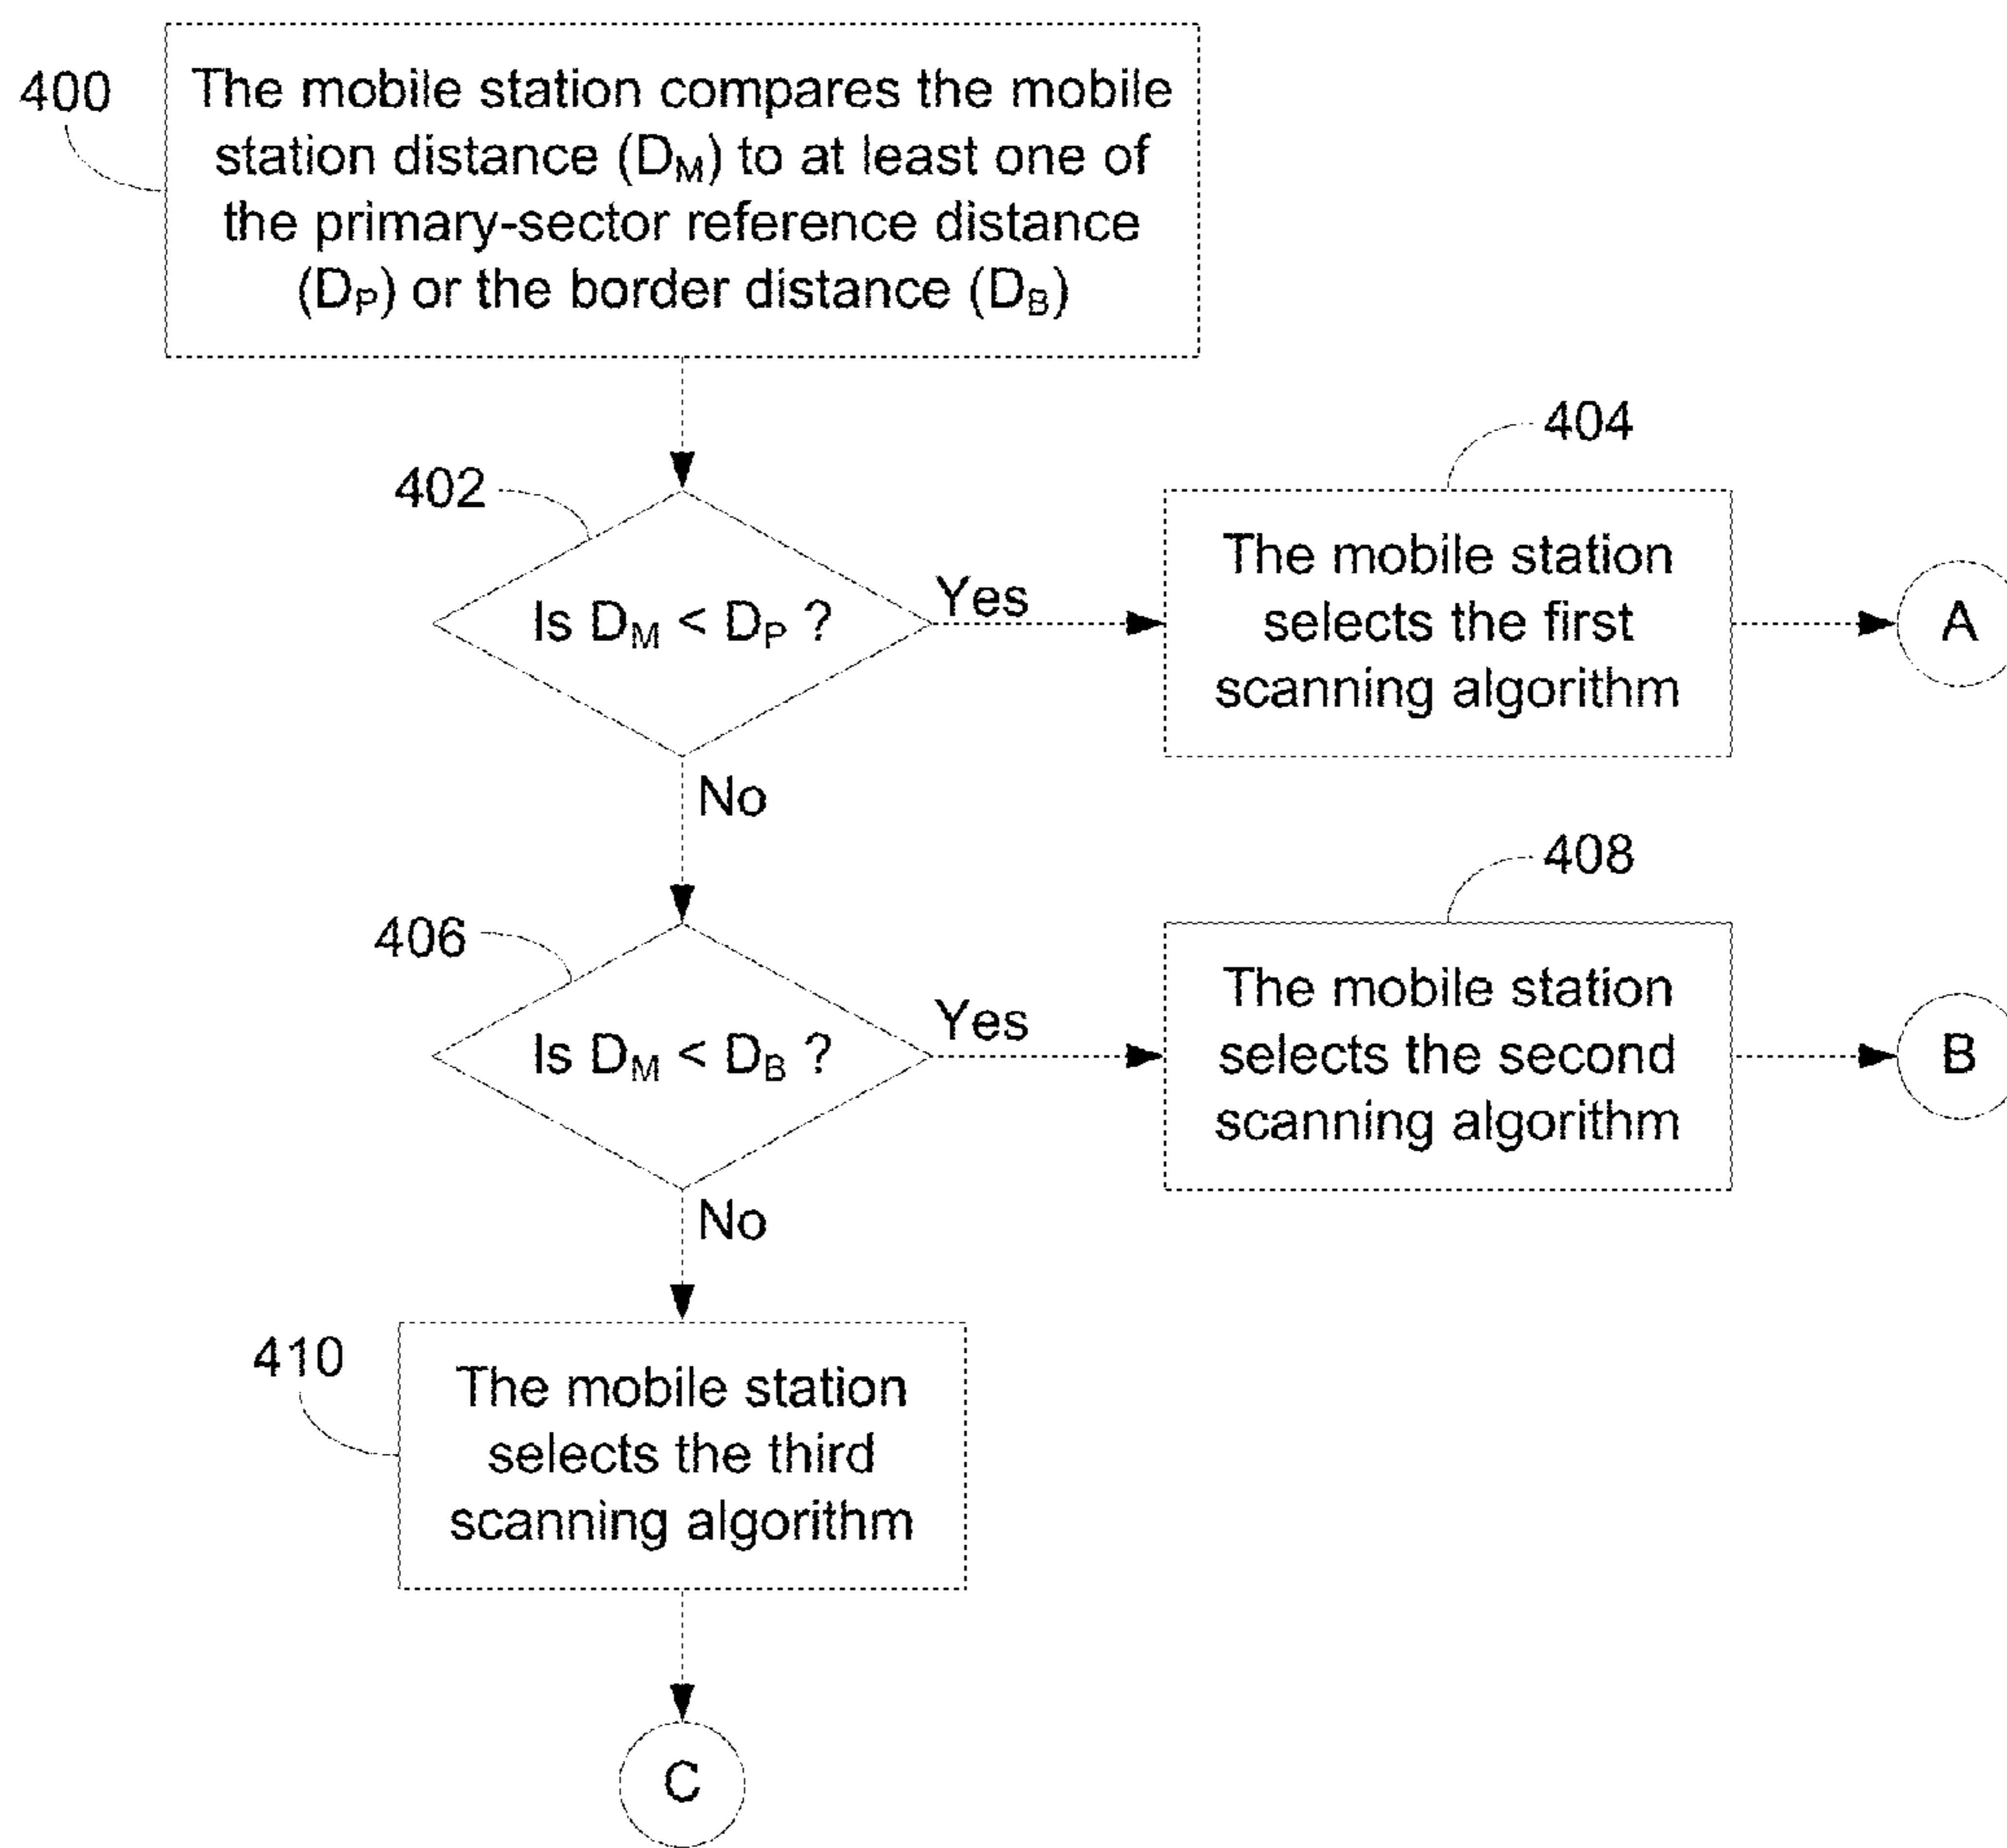 400
The mobile station compares the mobile
station distance (DM) to at least one of
the primary-sector reference distance
(DP) or the border distance (DB)
402
Is DM < DP ?
Yes
404
The mobile station
selects the first
scanning algorithm
A
No
406
Is DM < DB ?
Yes
408
The mobile station
selects the second
scanning algorithm
B
No
410
The mobile station
selects the third
scanning algorithm
C